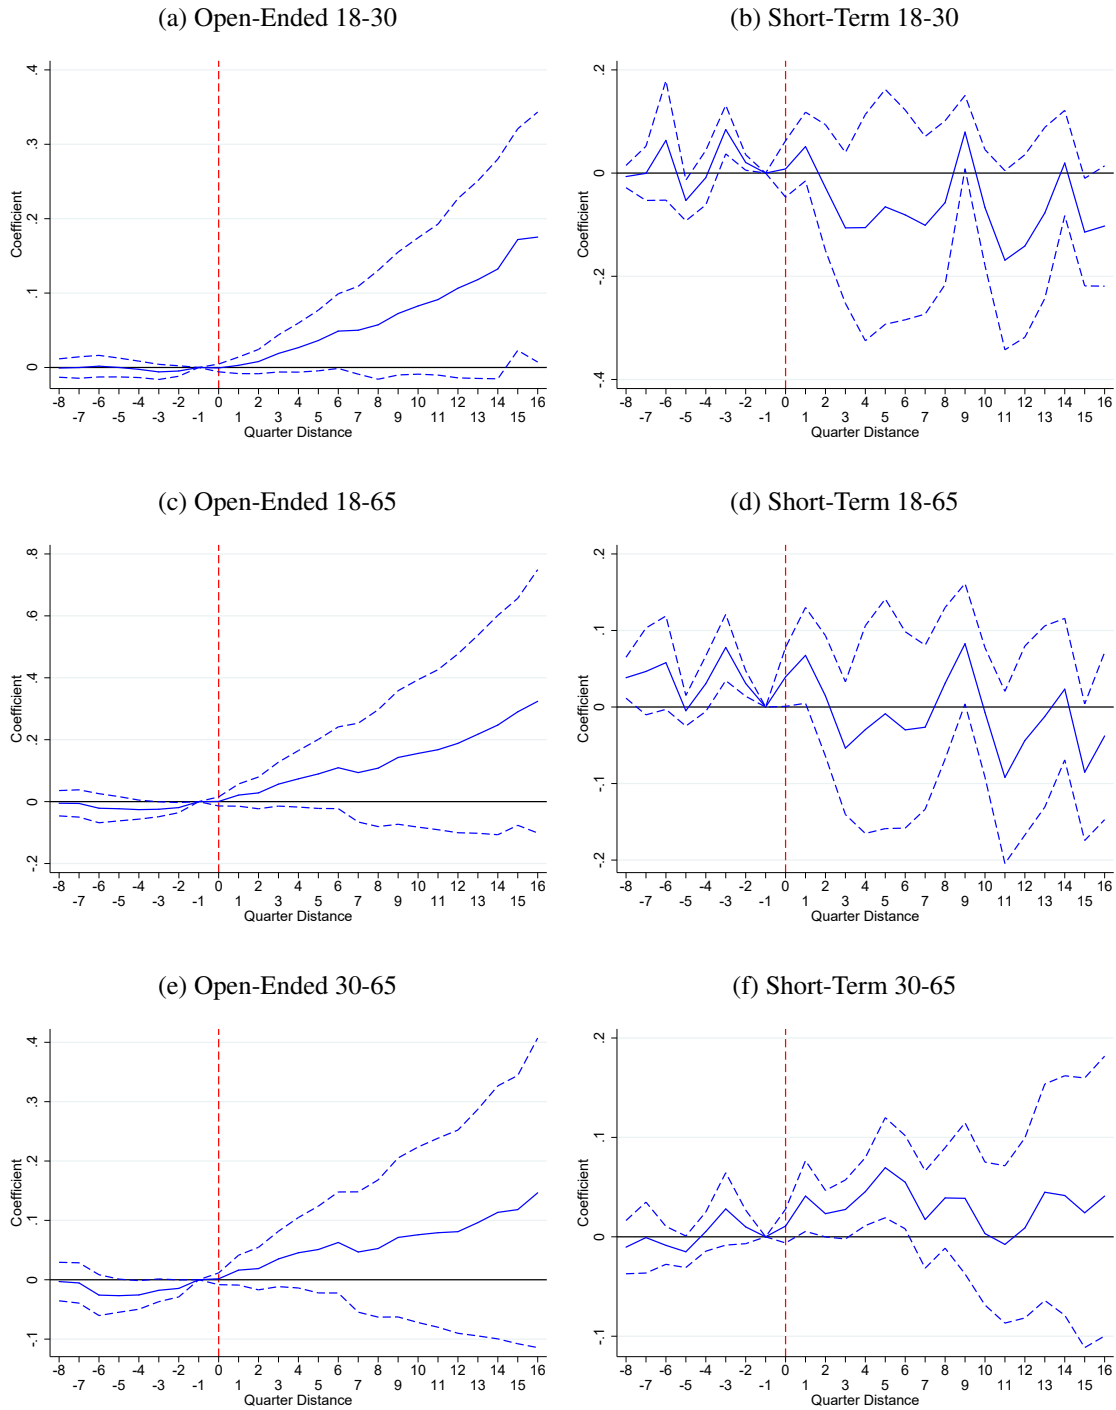 (a) Open-Ended 18-30
Coefficient
.4
.3
.2
.1
0
-8 -6 -4 -2 0 2 4 6 8 10 12 14 16
-7 -5 -3 -1 1 3 5 7 9 11 13 15
Quarter Distance
(b) Short-Term 18-30
Coefficient
.2
0
-.2
-.4
-8 -6 -4 -2 0 2 4 6 8 10 12 14 16
-7 -5 -3 -1 1 3 5 7 9 11 13 15
Quarter Distance
(c) Open-Ended 18-65
Coefficient
.8
.6
.4
.2
0
-.2
-8 -6 -4 -2 0 2 4 6 8 10 12 14 16
-7 -5 -3 -1 1 3 5 7 9 11 13 15
Quarter Distance
(d) Short-Term 18-65
Coefficient
.2
.1
0
-.1
-.2
-8 -6 -4 -2 0 2 4 6 8 10 12 14 16
-7 -5 -3 -1 1 3 5 7 9 11 13 15
Quarter Distance
(e) Open-Ended 30-65
Coefficient
.4
.3
.2
.1
0
-.1
-8 -6 -4 -2 0 2 4 6 8 10 12 14 16
-7 -5 -3 -1 1 3 5 7 9 11 13 15
Quarter Distance
(f) Short-Term 30-65
Coefficient
.2
.1
0
-.1
-8 -6 -4 -2 0 2 4 6 8 10 12 14 16
-7 -5 -3 -1 1 3 5 7 9 11 13 15
Quarter Distance